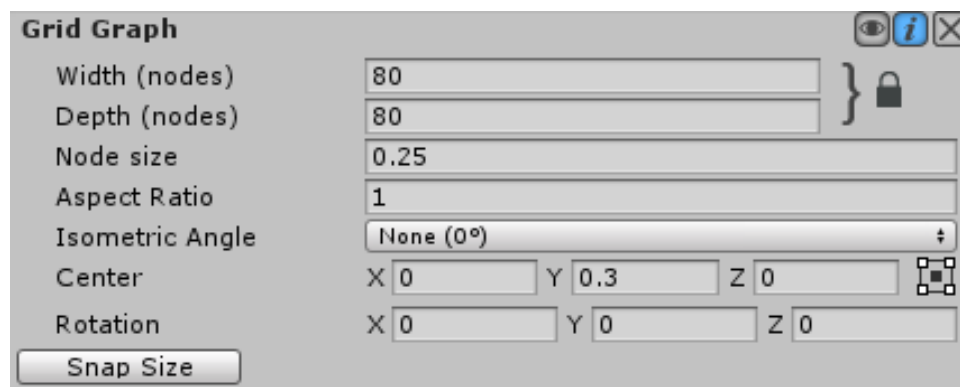 Grid Graph
Width (nodes) 80
Depth (nodes) 80
Node size 0.25
Aspect Ratio 1
Isometric Angle None (0°)
Center X 0 Y 0.3 Z 0
Rotation X 0 Y 0 Z 0
Snap Size